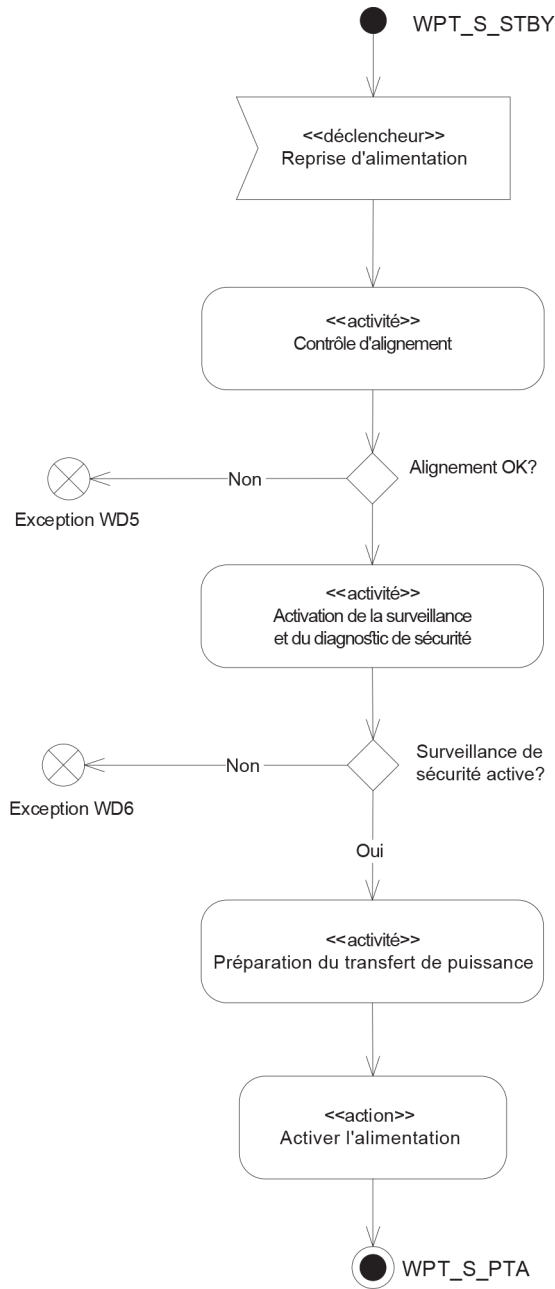 WPT_S_STBY
<<déclencheur>>
Reprise d'alimentation
<<activité>>
Contrôle d'alignement
Alignement OK?
Non
Exception WD5
<<activité>>
Activation de la surveillance
et du diagnostic de sécurité
Surveillance de
sécurité active?
Non
Exception WD6
Oui
<<activité>>
Préparation du transfert de puissance
<<action>>
Activer l'alimentation
WPT_S_PTA